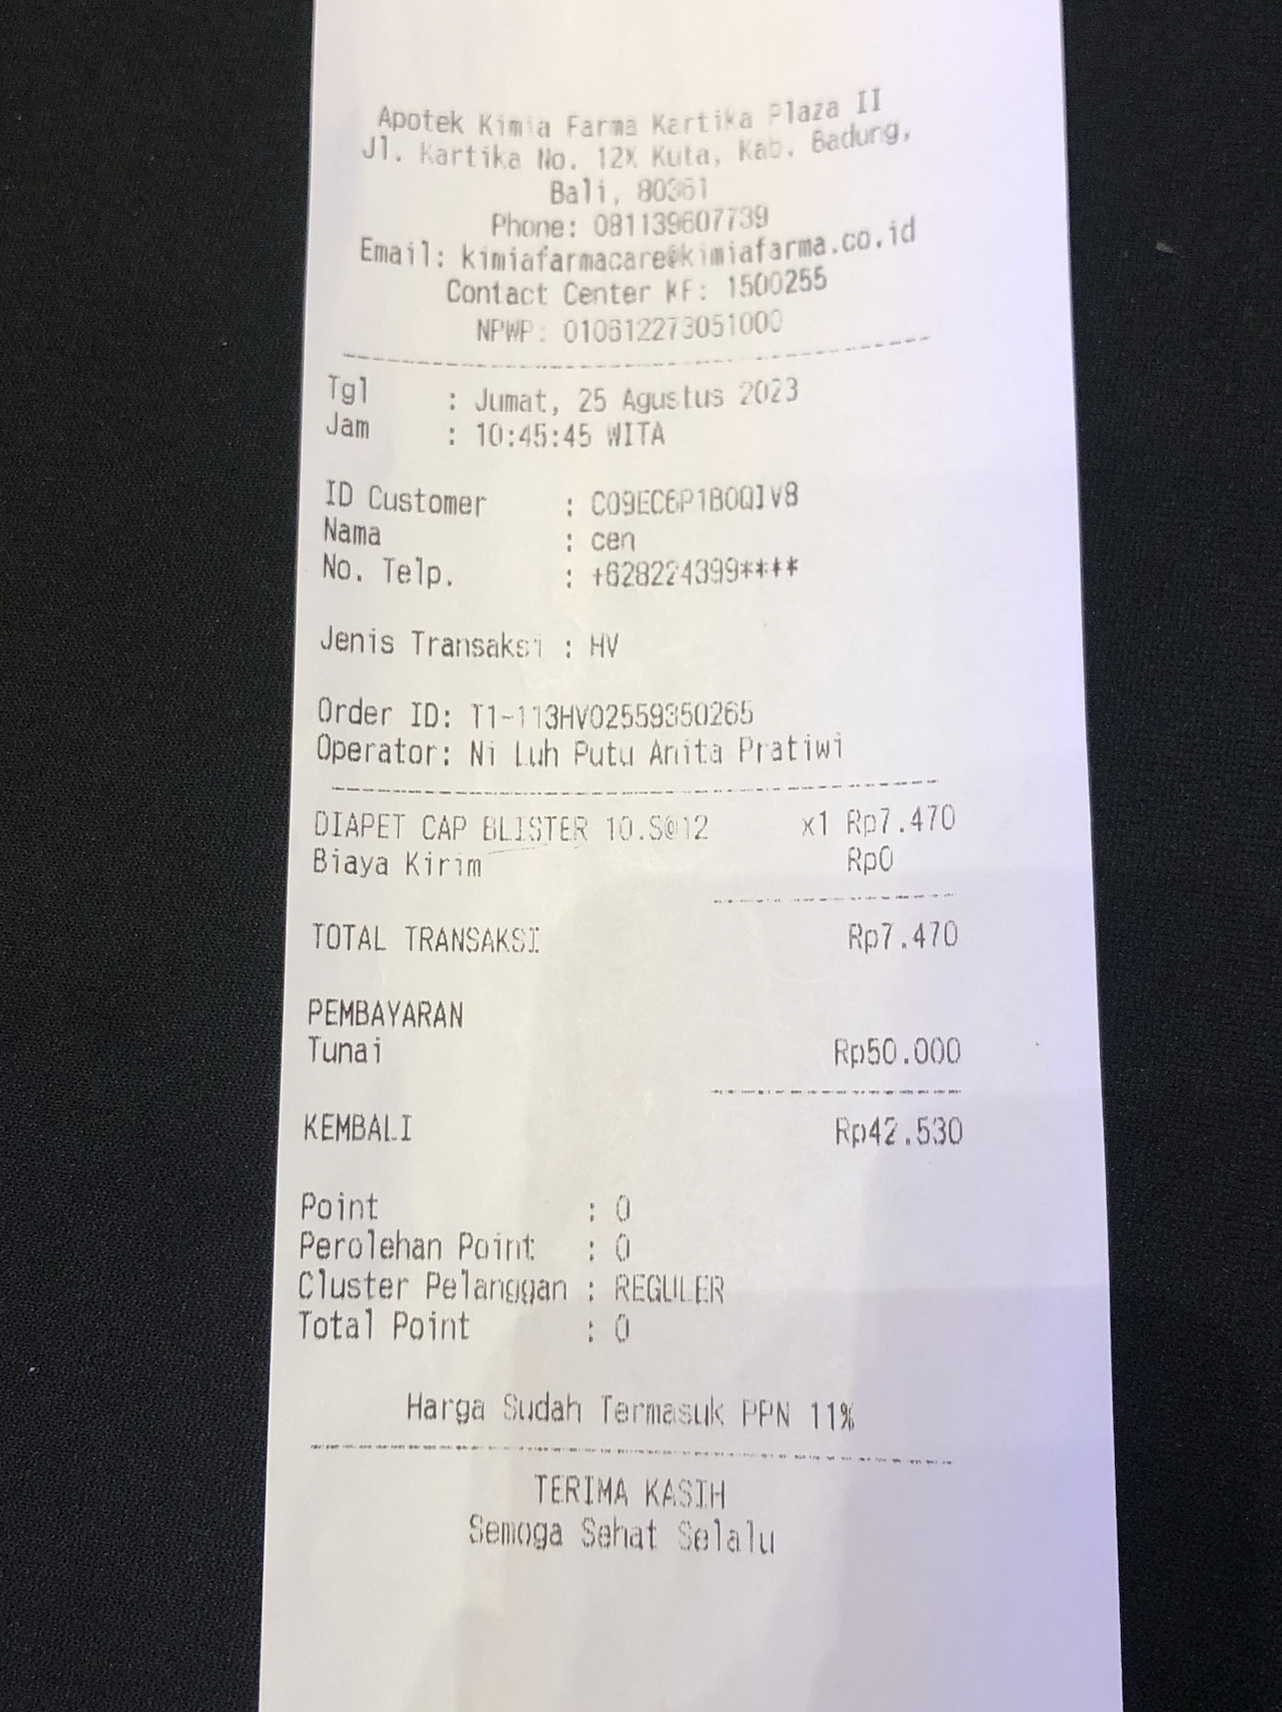 Apotek Kimia Farma Kartika Plaza II
Jl. Kartika No. 12X Kuta, Kab. Badung,
Bali, 80361
Phone: 081139607739
Email: kimiafarmacare@kimiafarma.co.id
Contact Center KF: 1500255
NPWP: 010612273051000
Tgl : Jumat, 25 Agustus 2023
Jam : 10:45:45 WITA
ID Customer : C09EC6P1BOQIV8
Nama : cen
No. Telp. : +628224399****
Jenis Transaksi : HV
Order ID: T1-113HV02559350265
Operator: Ni Luh Putu Anita Pratiwi
DIAPET CAP BLISTER 10.S@12 x1 Rp7.470
Biaya Kirim Rp0
TOTAL TRANSAKSI Rp7.470
PEMBAYARAN
Tunai Rp50.000
KEMBALI Rp42.530
Point : 0
Perolehan Point : 0
Cluster Pelanggan : REGULER
Total Point : 0
Harga Sudah Termasuk PPN 11%
TERIMA KASIH
Semoga Sehat Selalu